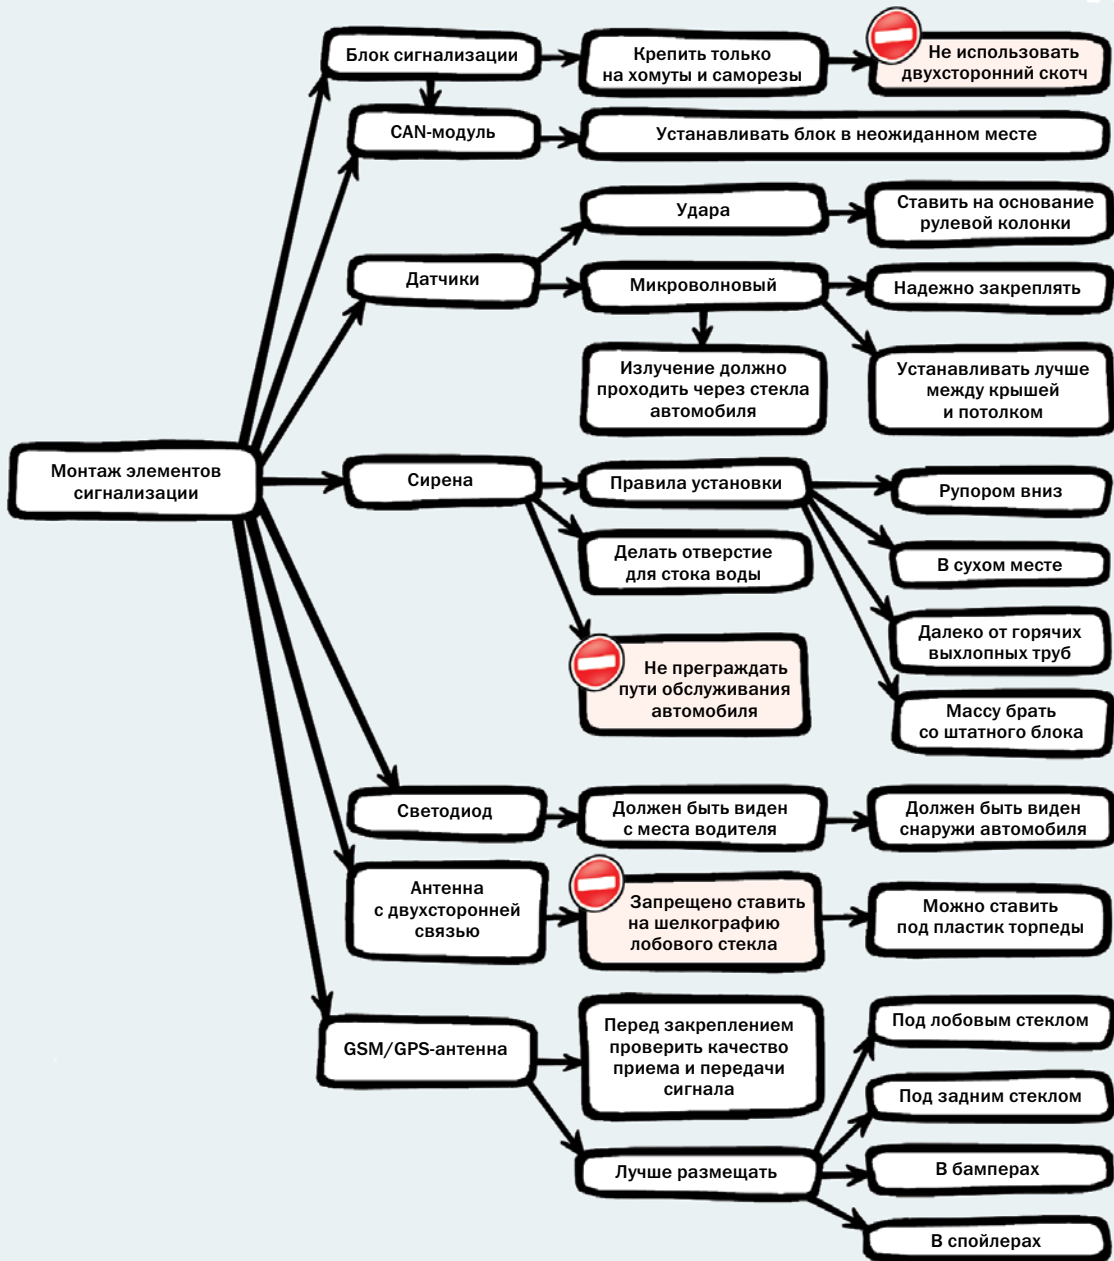 Блок сигнализации
Крепить только
на хомуты и саморезы
Не использовать
двухсторонний скотч
CAN-модуль
Устанавливать блок в неожиданном месте
Удара
Ставить на основание
рулевой колонки
Датчики
Микроволновый
Надежно закреплять
Излучение должно
проходить через стекла
автомобиля
Устанавливать лучше
между крышей
и потолком
Монтаж элементов
сигнализации
Сирена
Правила установки
Рупором вниз
Делать отверстие
для стока воды
В сухом месте
Далеко от горячих
выхлопных труб
Не преграждать
пути обслуживания
автомобиля
Массу брать
со штатного блока
Светодиод
Должен быть виден
с места водителя
Должен быть виден
снаружи автомобиля
Антенна
с двухсторонней
связью
Запрещено ставить
на шелкографию
лобового стекла
Можно ставить
под пластик торпеды
GSM/GPS-антенна
Перед закреплением
проверить качество
приема и передачи
сигнала
Под лобовым стеклом
Под задним стеклом
Лучше размещать
В бамперах
В спойлерах